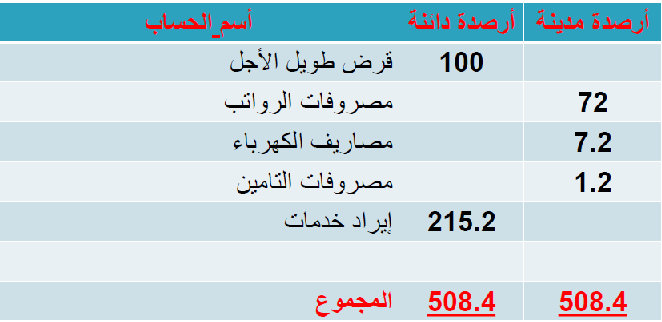 أرصدة مدينة أرصدة دائنة أسم_الحساب
100 قرض طويل الأجل
72 مصروفات الرواتب
7.2 مصاريف الكهرباء
1.2 مصروفات التامين
215.2 إيراد خدمات
508.4 508.4 المجموع